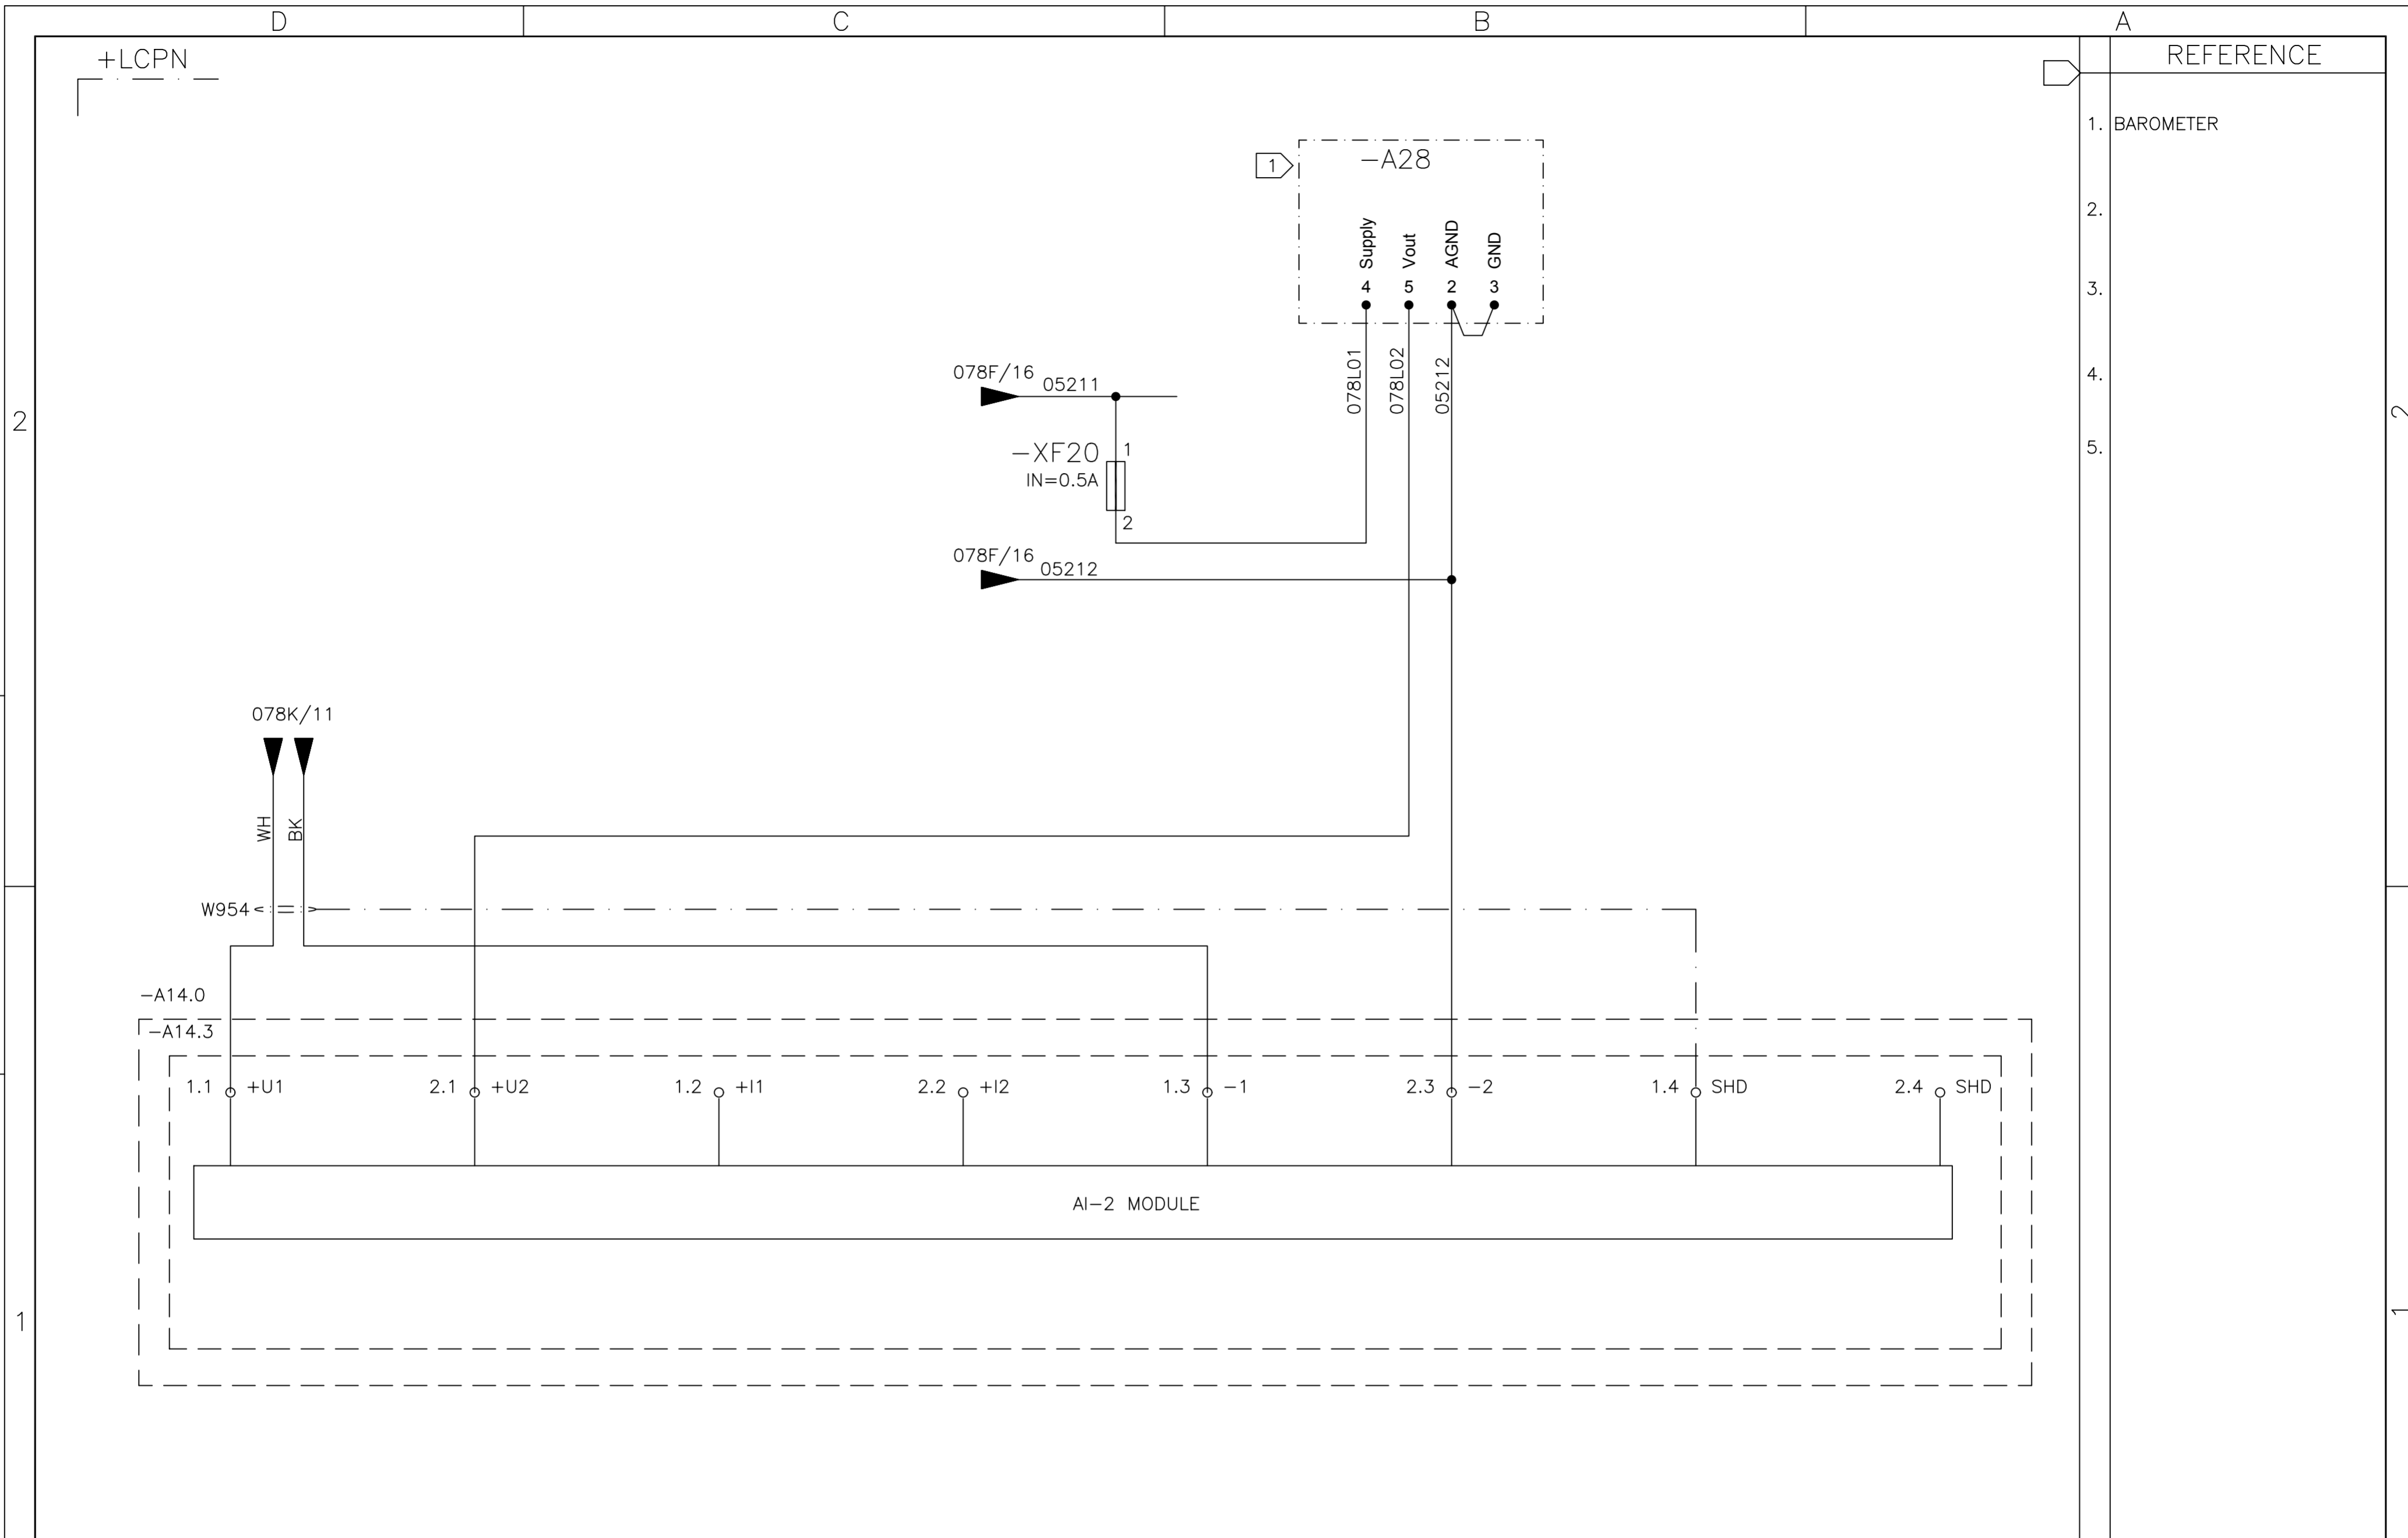 D C B A
+LCPN
REFERENCE
1. BAROMETER
2.
3.
4.
5.
1
-A28
Supply Vout AGND GND
4 5 2 3
078L01 078L02 05212
078F/16 05211
-XF20 1
IN=0.5A
2
078F/16 05212
2 2
078K/11
WH BK
W954
-A14.0
-A14.3
1.1 +U1 2.1 +U2 1.2 +I1 2.2 +I2 1.3 -1 2.3 -2 1.4 SHD 2.4 SHD
AI-2 MODULE
1 1